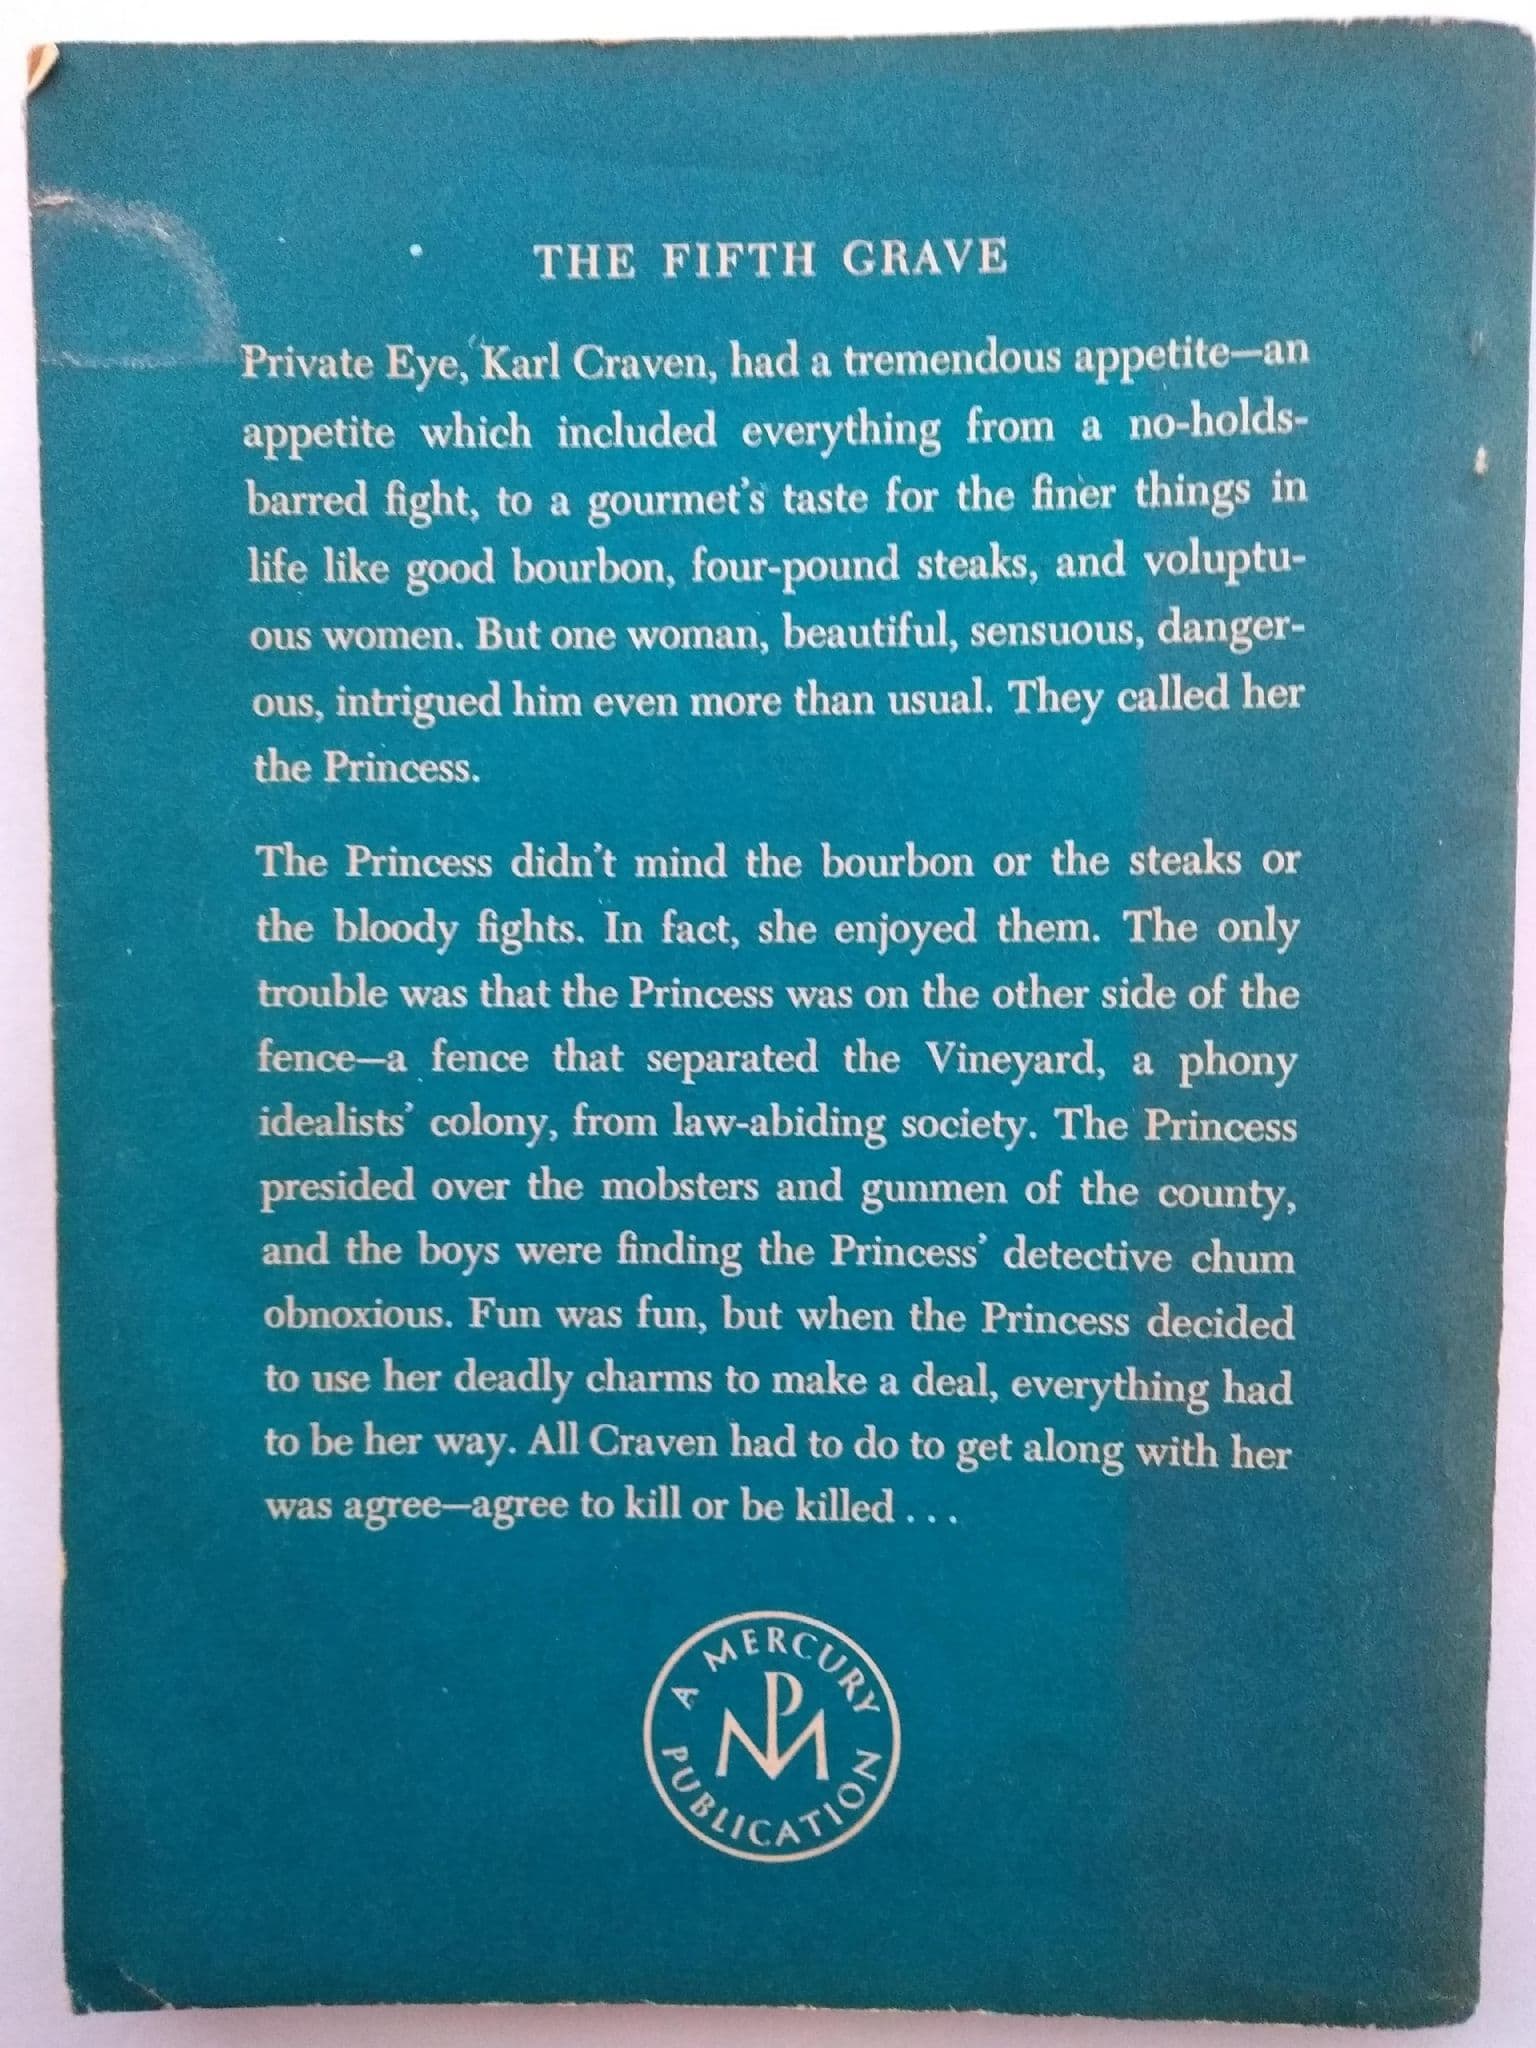 THE FIFTH GRAVE
Private Eye, Karl Craven, had a tremendous appetite—an
appetite which included everything from a no-holds-
barred fight, to a gourmet's taste for the finer things in
life like good bourbon, four-pound steaks, and voluptu-
ous women. But one woman, beautiful, sensuous, danger-
ous, intrigued him even more than usual. They called her
the Princess.
The Princess didn't mind the bourbon or the steaks or
the bloody fights. In fact, she enjoyed them. The only
trouble was that the Princess was on the other side of the
fence—a fence that separated the Vineyard, a phony
idealists' colony, from law-abiding society. The Princess
presided over the mobsters and gunmen of the county,
and the boys were finding the Princess' detective chum
obnoxious. Fun was fun, but when the Princess decided
to use her deadly charms to make a deal, everything had
to be her way. All Craven had to do to get along with her
was agree—agree to kill or be killed . . .
A MERCURY
PM
PUBLICATION